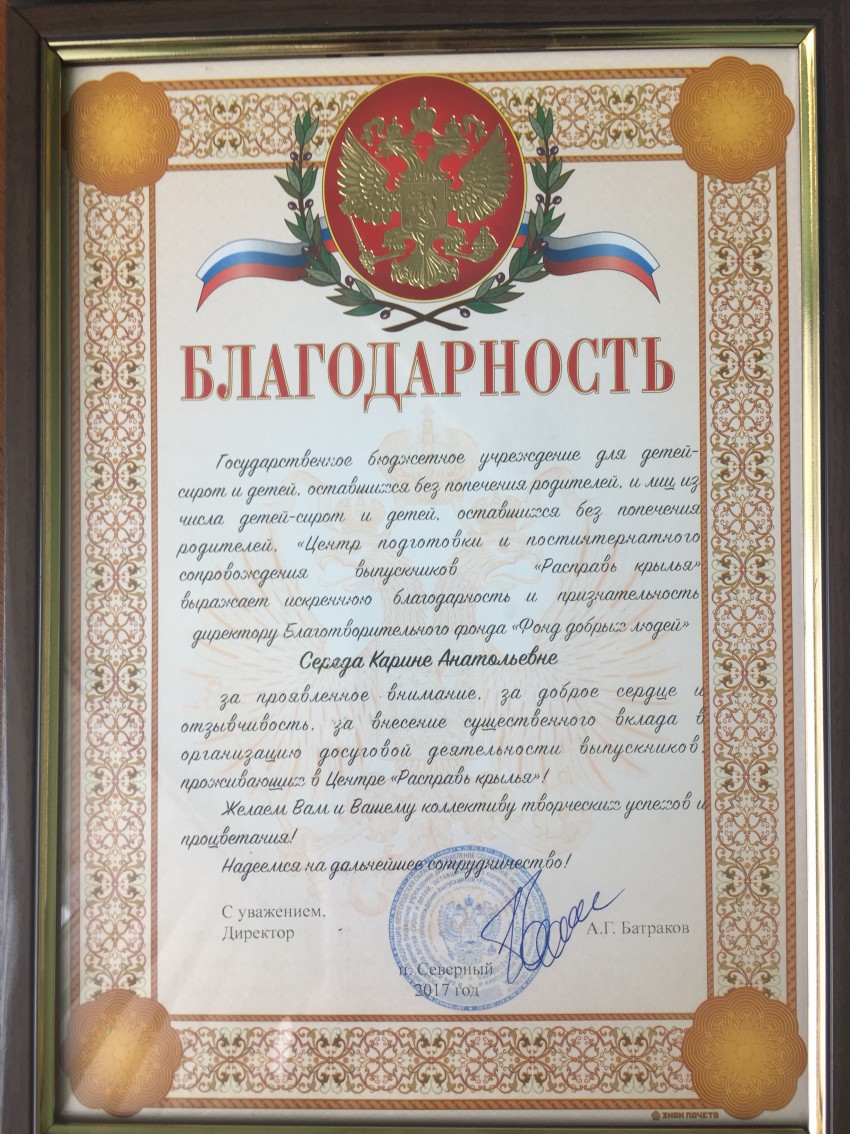 БЛАГОДАРНОСТЬ
Государственное бюджетное учреждение для детей-
сирот и детей, оставшихся без попечения родителей, и лиц из
числа детей-сирот и детей, оставшихся без попечения
родителей, «Центр подготовки и постинтернатного
сопровождения выпускников «Расправь крылья»
выражает искреннюю благодарность и признательность
директору Благотворительного фонда «Фонд добрых людей»
Середа Карине Анатольевне
за проявленное внимание, за доброе сердце и
отзывчивость, за внесение существенного вклада в
организацию досуговой деятельности выпускников,
проживающих в Центре «Расправь крылья»!
Желаем Вам и Вашему коллективу творческих успехов и
процветания!
Надеемся на дальнейшее сотрудничество!
С уважением,
Директор А.Г. Батраков
п. Северный
2017 год
ЗНАК ПОЧЕТА